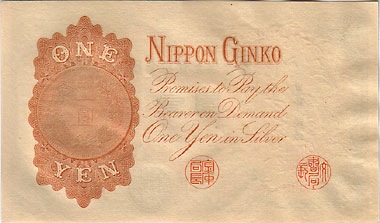 ONE
YEN
NIPPON GINKO
Promises to Pay the
Bearer on Demand
One Yen in Silver